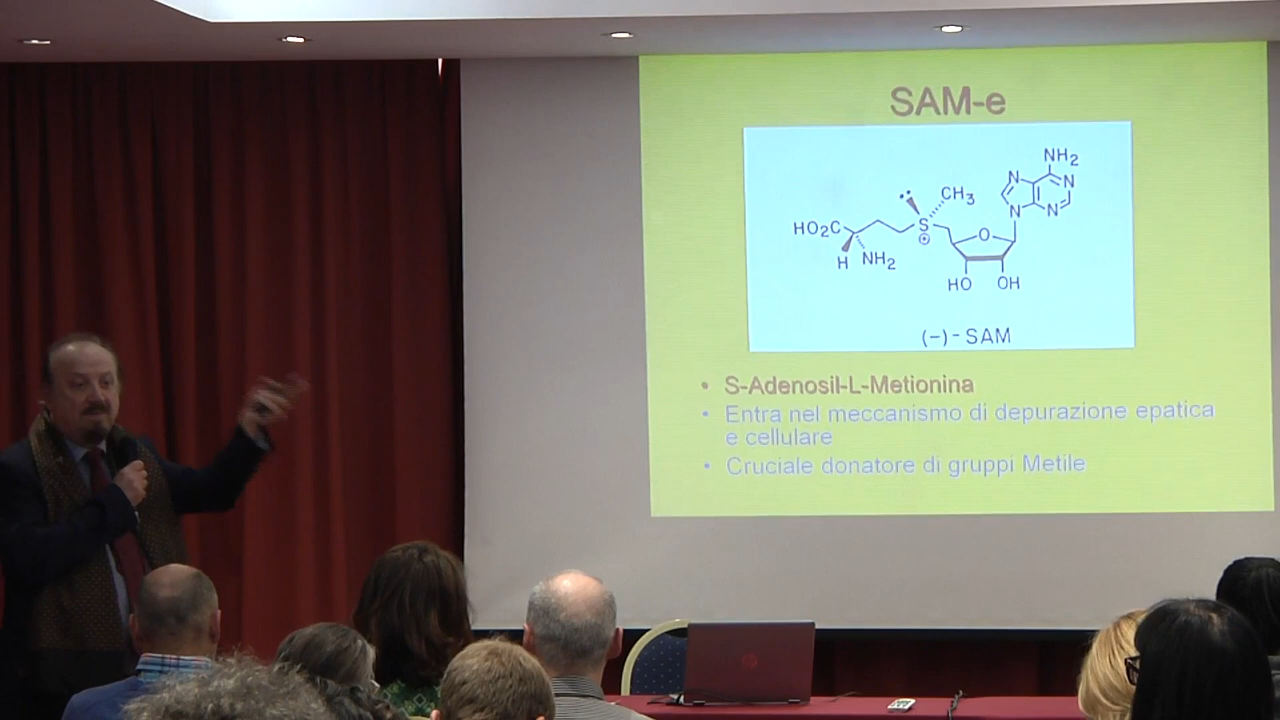 SAM-e
NH2
N
N
N
N
CH3
HO2C
S
O
H
NH2
HO
OH
(-)-SAM
• S-Adenosil-L-Metionina
• Entra nel meccanismo di depurazione epatica
e cellulare
• Cruciale donatore di gruppi Metile